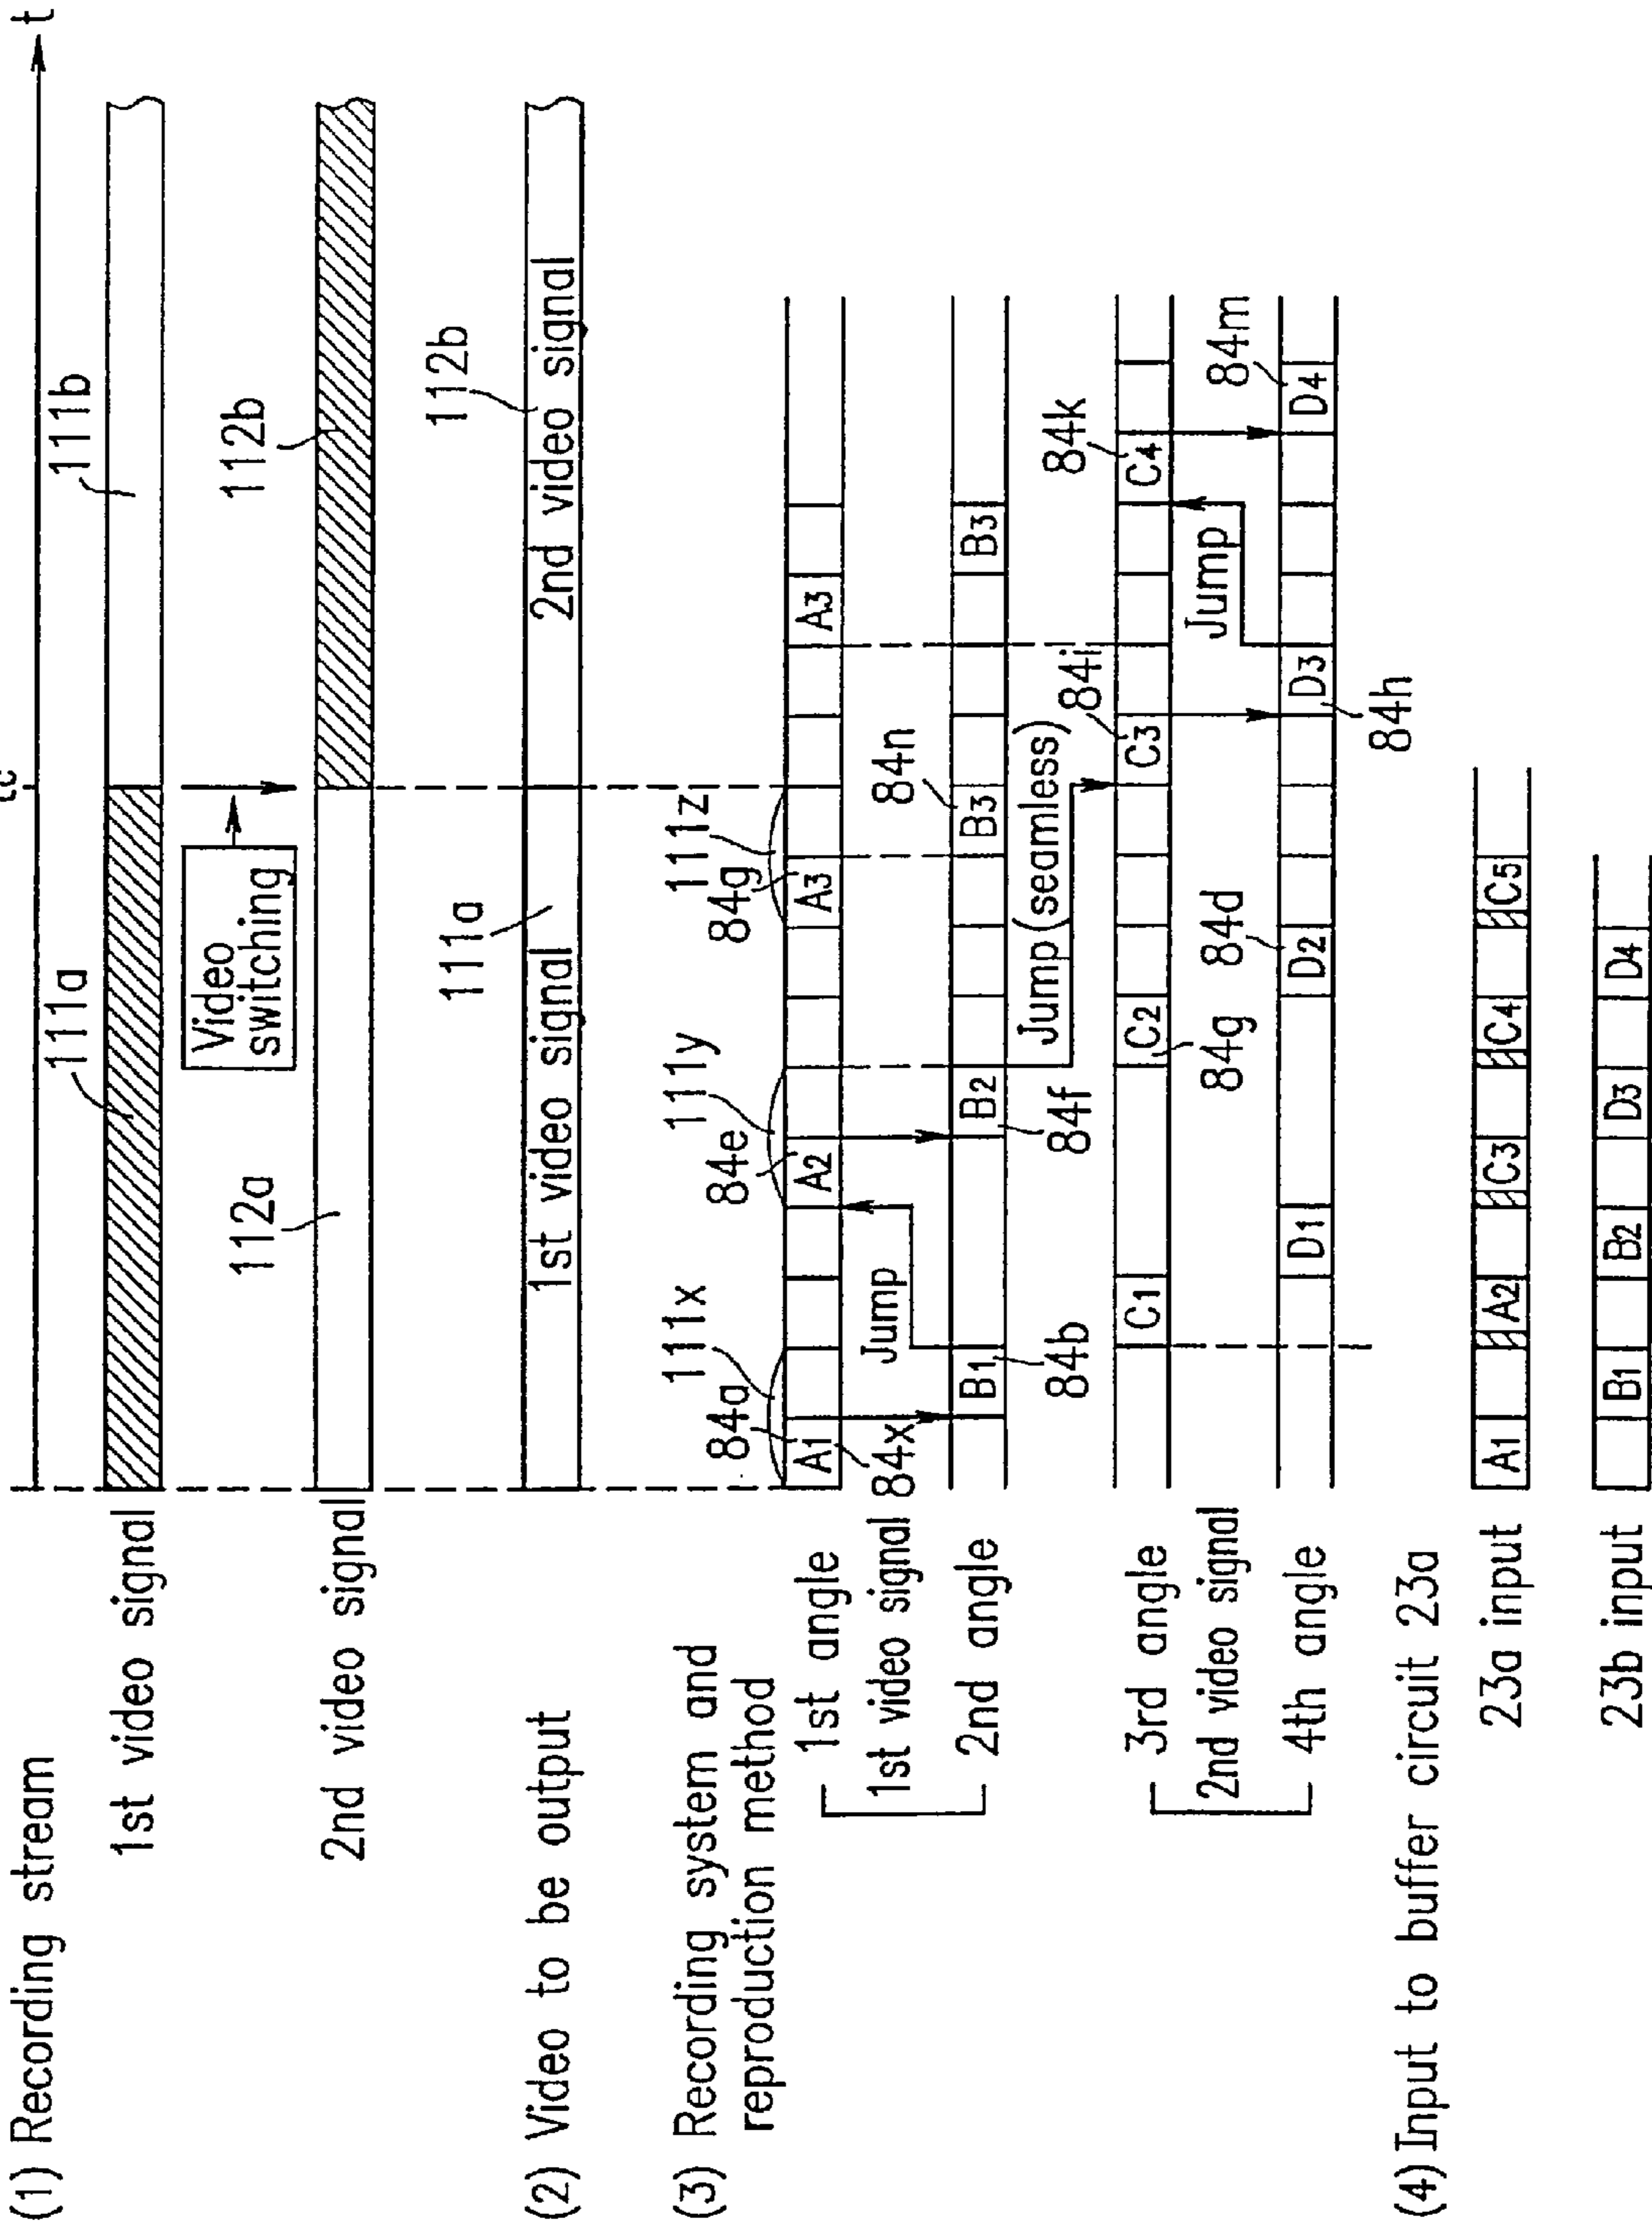 (1) Recording stream
tc
t
1st video signal
111a
111b
Video
switching
2nd video signal
112a
112b
(2) Video to be output
1st video signal
111a
2nd video signal
112b
(3) Recording system and
reproduction method
84a
111x
84e
111y
84g
111z
1st angle
A1
A2
A3
A3
1st video signal
84x
Jump
84n
2nd angle
B1
B2
B3
B3
84b
84f
Jump(seamless)
84i
84k
3rd angle
C1
C2
C3
C4
2nd video signal
84g
84d
Jump
84m
4th angle
D1
D2
D3
D4
84h
(4) Input to buffer circuit 23a
23a input
A1
A2
C3
C4
C5
23b input
B1
B2
D3
D4